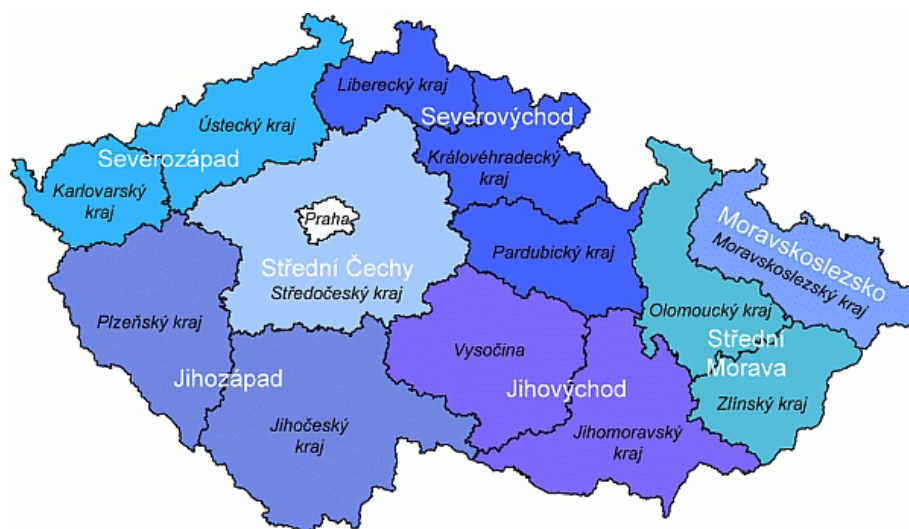 Liberecký kraj
Severovýchod
Ústecký kraj
Severozápad
Královéhradecký
kraj
Karlovarský
kraj
Praha
Moravskoslezsko
Moravskoslezský kraj
Pardubický kraj
Střední Čechy
Středočeský kraj
Olomoucký kraj
Plzeňský kraj
Střední
Morava
Vysočina
Jihozápad
Jihovýchod
Zlínský kraj
Jihočeský
kraj
Jihomoravský
kraj